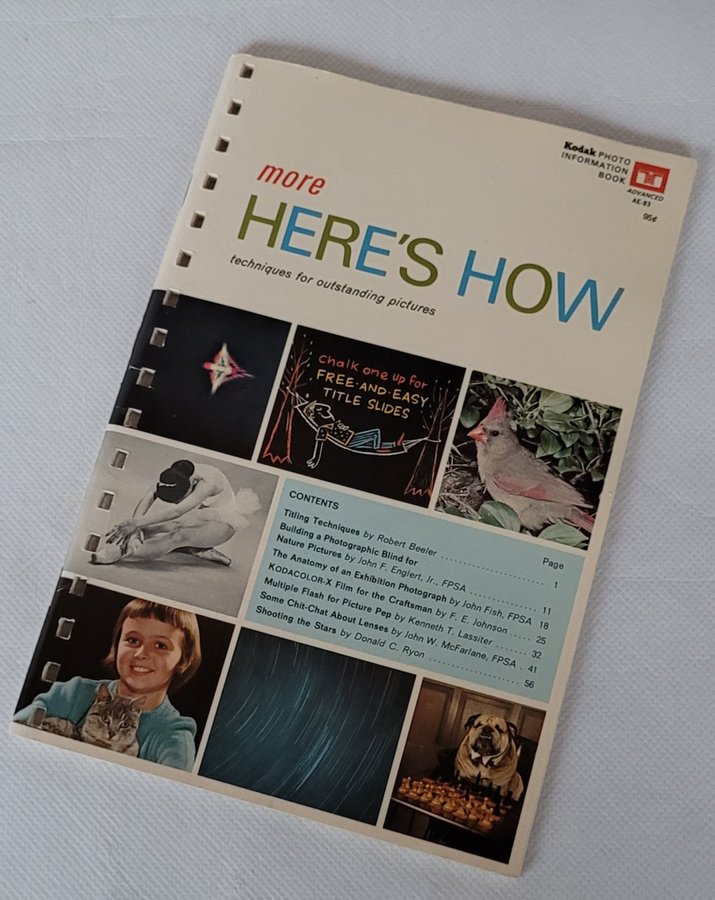 Kodak PHOTO
INFORMATION
BOOK
ADVANCED
AE-83
95¢
more
HERE'S HOW
techniques for outstanding pictures
chalk one up for
FREE-AND-EASY
TITLE SLIDES
CONTENTS
Page
Titling Techniques by Robert Beeler 1
Building a Photographic Blind for
Nature Pictures by John F. Englert, Jr., FPSA 11
The Anatomy of an Exhibition Photograph by John Fish, FPSA 18
KODACOLOR-X Film for the Craftsman by F. E. Johnson 25
Multiple Flash for Picture Pep by Kenneth T. Lassiter 32
Some Chit-Chat About Lenses by John W. McFarlane, FPSA 41
Shooting the Stars by Donald C. Ryon 56